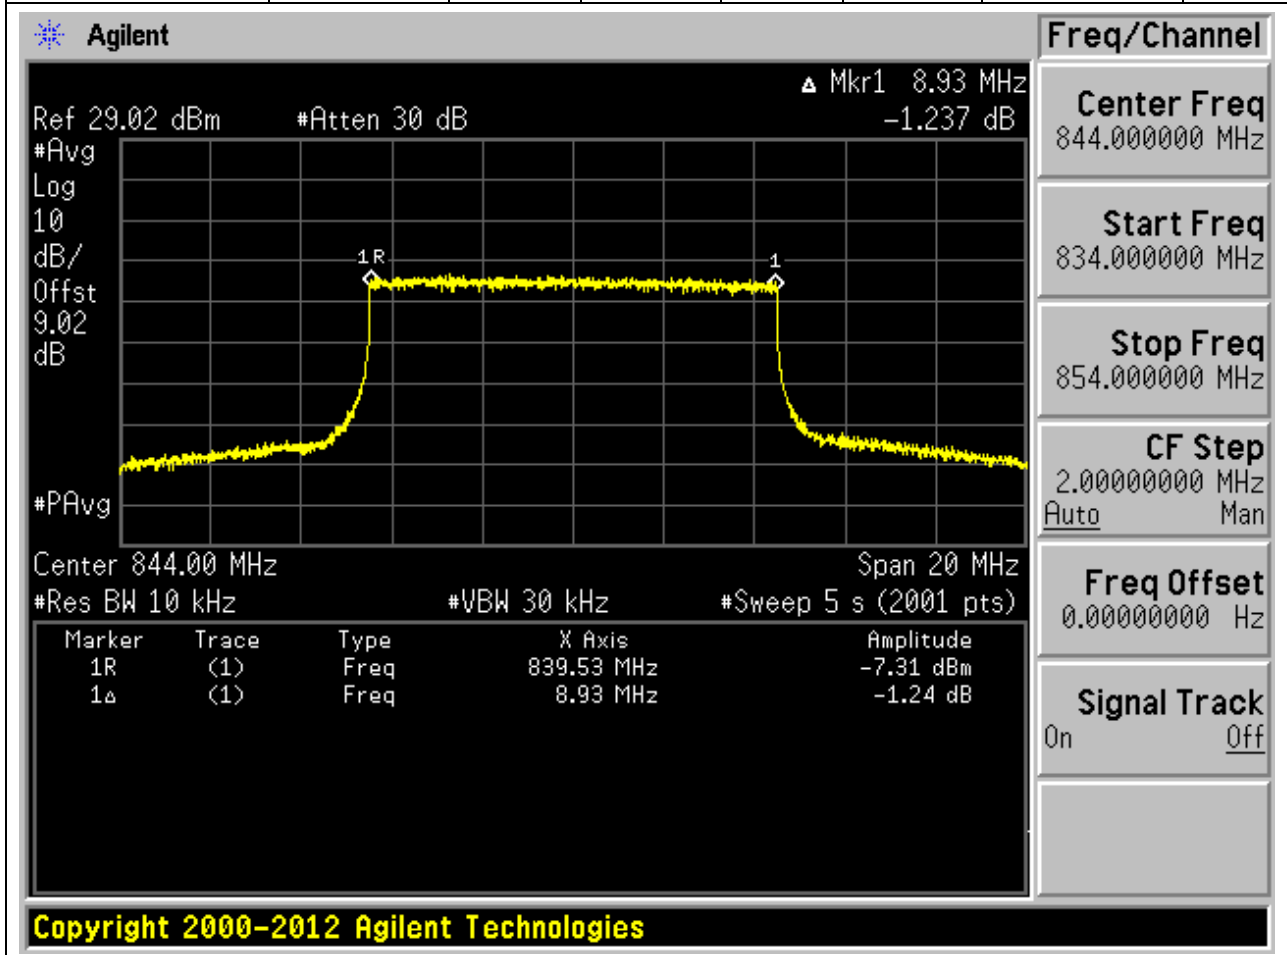 Agilent
Freq/Channel
▵ Mkr1 8.93 MHz
Ref 29.02 dBm #Atten 30 dB −1.237 dB
#Avg
Log
10
dB/
Offst
9.02
dB
1R
1
#PAvg
Center 844.00 MHz Span 20 MHz
#Res BW 10 kHz #VBW 30 kHz #Sweep 5 s (2001 pts)
Marker Trace Type X Axis Amplitude
1R (1) Freq 839.53 MHz −7.31 dBm
1▵ (1) Freq 8.93 MHz −1.24 dB
Center Freq
844.000000 MHz
Start Freq
834.000000 MHz
Stop Freq
854.000000 MHz
CF Step
2.00000000 MHz
Auto Man
Freq Offset
0.00000000 Hz
Signal Track
On Off
Copyright 2000−2012 Agilent Technologies